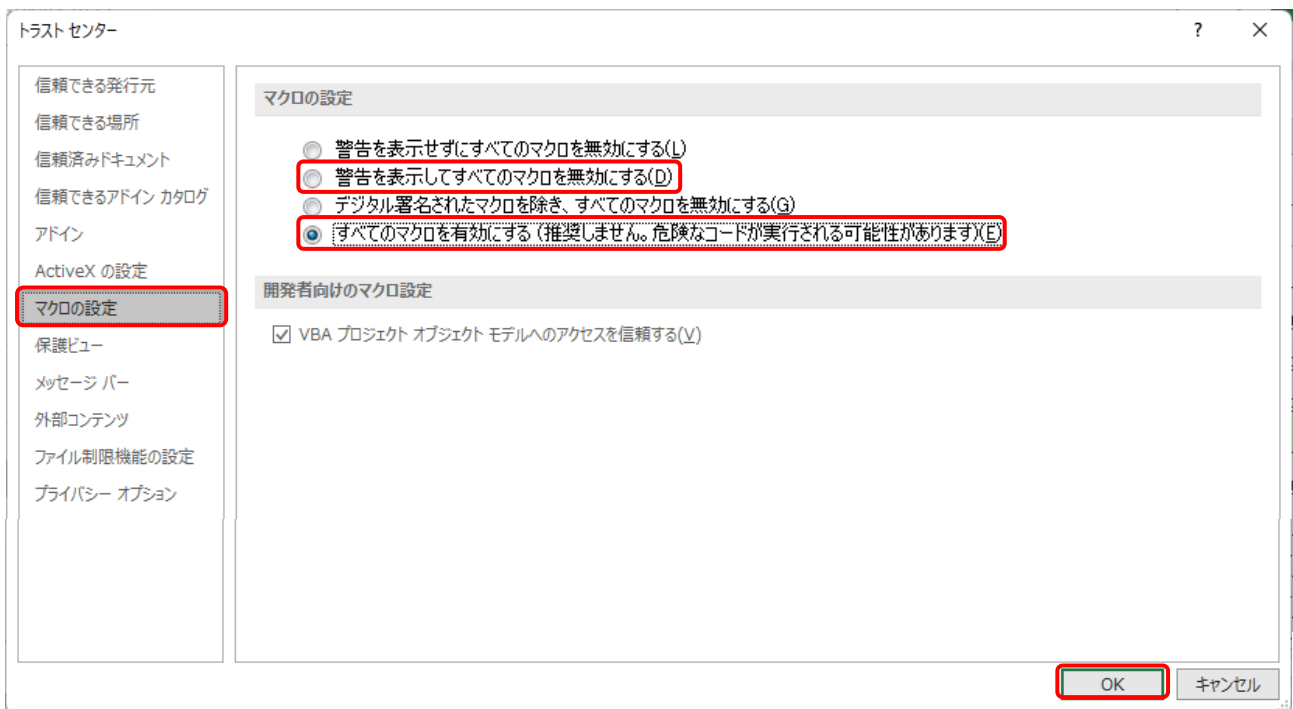 トラスト センター
?
×
信頼できる発行元
信頼できる場所
信頼済みドキュメント
信頼できるアドイン カタログ
アドイン
ActiveX の設定
マクロの設定
保護ビュー
メッセージ バー
外部コンテンツ
ファイル制限機能の設定
プライバシー オプション
マクロの設定
警告を表示せずにすべてのマクロを無効にする(L)
警告を表示してすべてのマクロを無効にする(D)
デジタル署名されたマクロを除き、すべてのマクロを無効にする(G)
すべてのマクロを有効にする (推奨しません。危険なコードが実行される可能性があります)(E)
開発者向けのマクロ設定
VBA プロジェクト オブジェクト モデルへのアクセスを信頼する(V)
OK
キャンセル